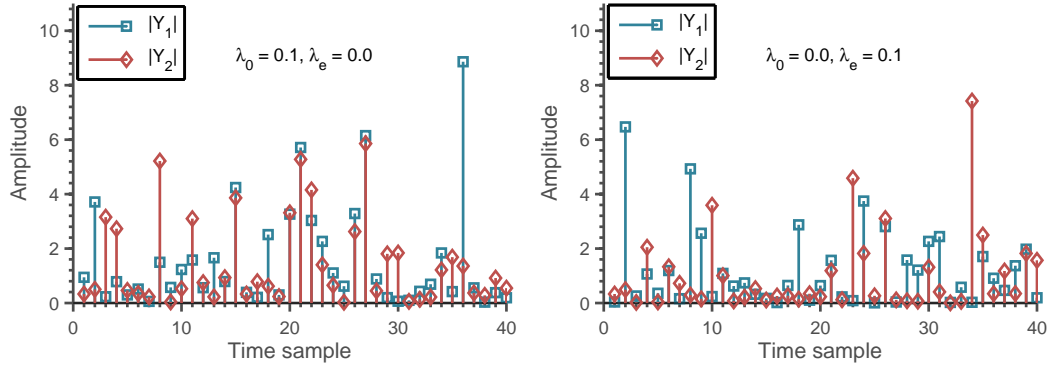 |Y₁|
|Y₂|
λ₀ = 0.1, λₑ = 0.0
Amplitude
10
8
6
4
2
0
0 10 20 30 40
Time sample
|Y₁|
|Y₂|
λ₀ = 0.0, λₑ = 0.1
Amplitude
10
8
6
4
2
0
0 10 20 30 40
Time sample